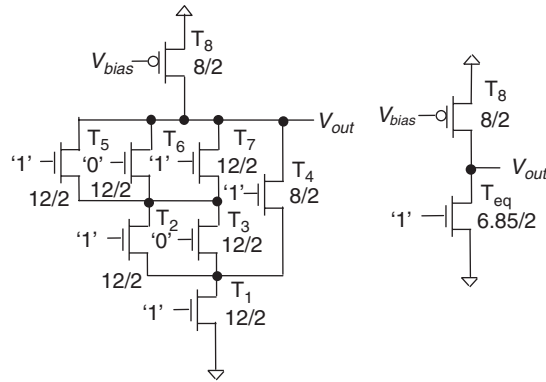 T8
Vbias
8/2
Vout
T5 T6 T7
'1' '0' '1' 12/2
12/2 12/2
T4
'1' 8/2
T2 T3
'1' '0' 12/2
12/2
T1
'1' 12/2
T8
Vbias
8/2
Vout
Teq
'1' 6.85/2